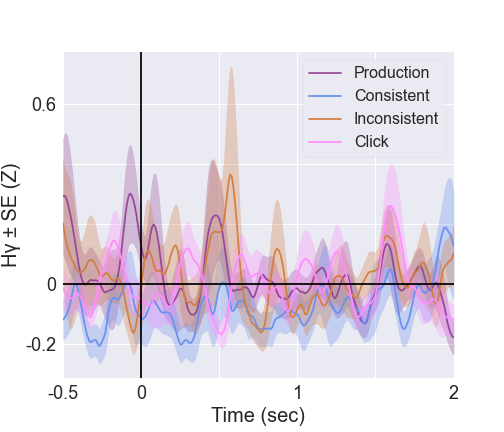 Production
Consistent
Inconsistent
Click
Hγ ± SE (Z)
0.6
0
-0.2
-0.5
0
1
2
Time (sec)